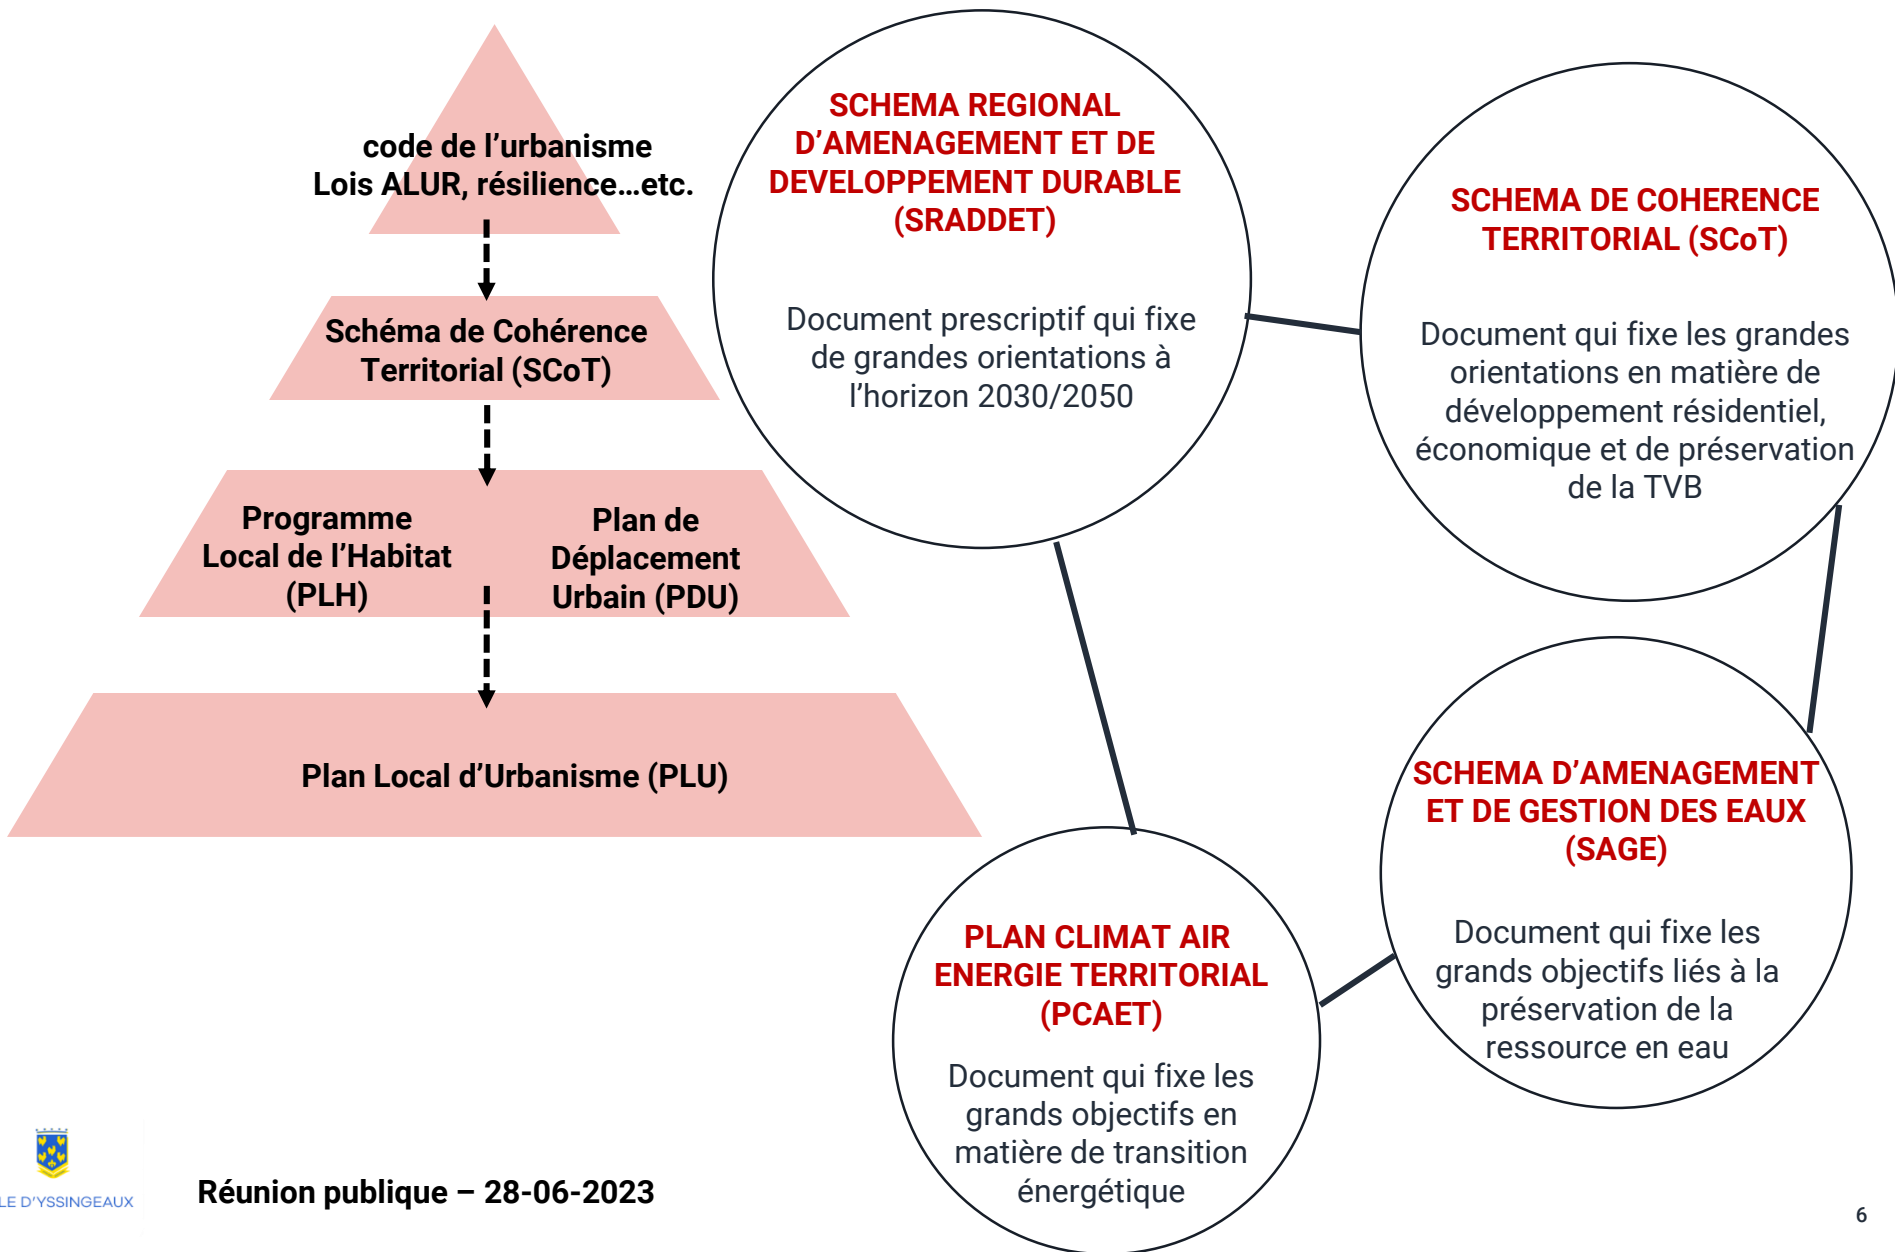 code de l’urbanisme
Lois ALUR, résilience…etc.
Schéma de Cohérence
Territorial (SCoT)
Programme
Local de l’Habitat
(PLH)
Plan de
Déplacement
Urbain (PDU)
Plan Local d’Urbanisme (PLU)
SCHEMA REGIONAL
D’AMENAGEMENT ET DE
DEVELOPPEMENT DURABLE
(SRADDET)
Document prescriptif qui fixe
de grandes orientations à
l’horizon 2030/2050
SCHEMA DE COHERENCE
TERRITORIAL (SCoT)
Document qui fixe les grandes
orientations en matière de
développement résidentiel,
économique et de préservation
de la TVB
SCHEMA D’AMENAGEMENT
ET DE GESTION DES EAUX
(SAGE)
Document qui fixe les
grands objectifs liés à la
préservation de la
ressource en eau
PLAN CLIMAT AIR
ENERGIE TERRITORIAL
(PCAET)
Document qui fixe les
grands objectifs en
matière de transition
énergétique
LE D’YSSINGEAUX
Réunion publique – 28-06-2023
6